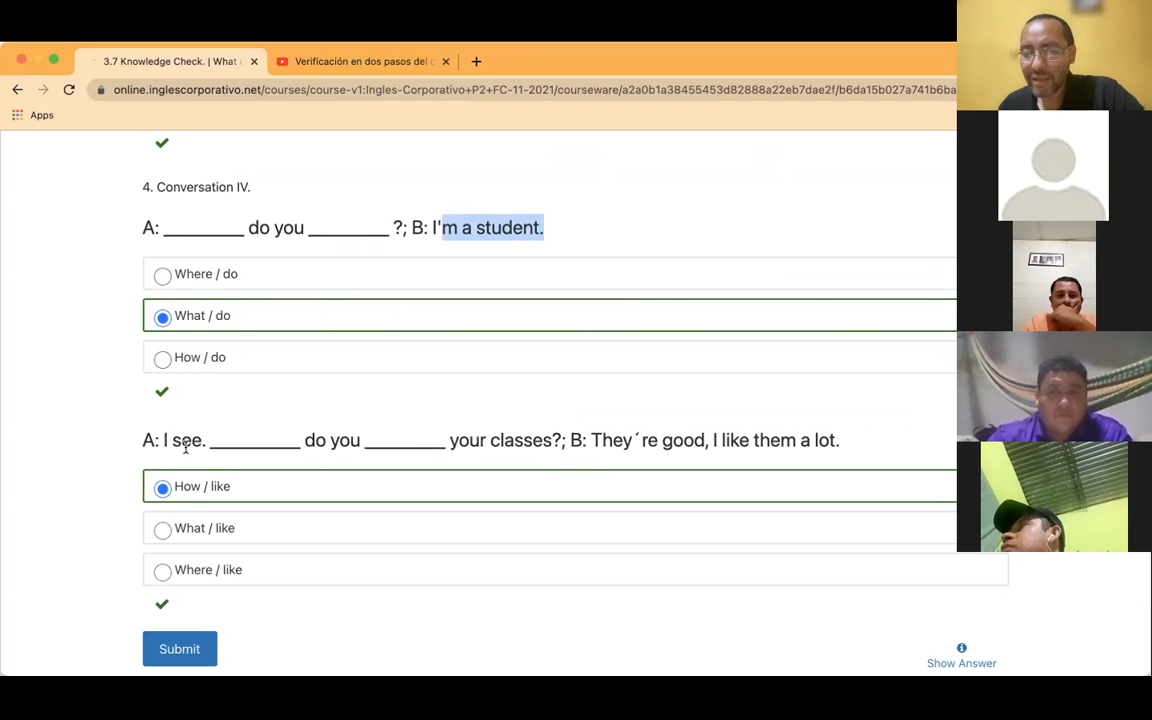 3.7 Knowledge Check. | What
Verificación en dos pasos del
online.inglescorporativo.net/courses/course-v1:Ingles-Corporativo+P2+FC-11-2021/courseware/a2a0b1a38455453d82888a22eb7dae2f/b6da15b027a741b6ba
Apps
4. Conversation IV.
A: _________ do you _________ ?; B: I'm a student.
Where / do
What / do
How / do
A: I see. __________ do you _________ your classes?; B: They´re good, I like them a lot.
How / like
What / like
Where / like
Submit
Show Answer